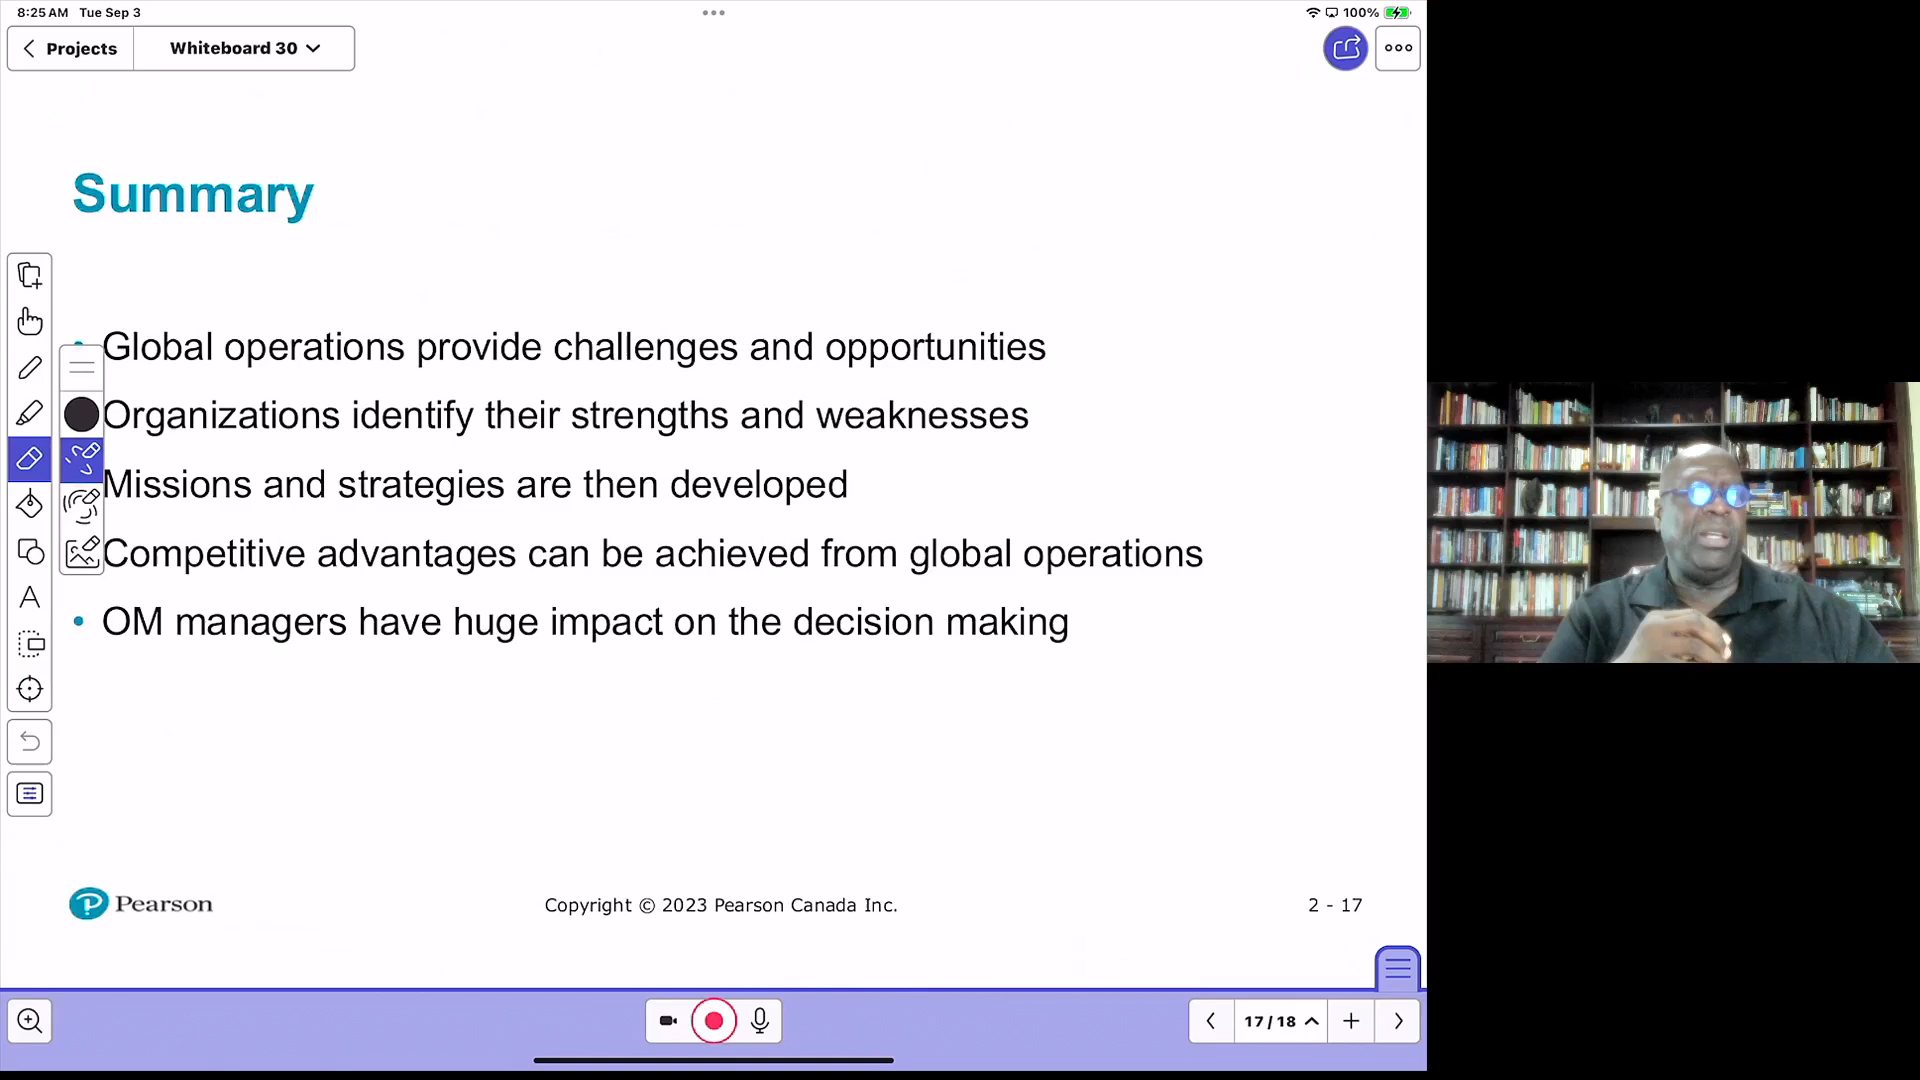 8:25 AM Tue Sep 3
100%
Projects
Whiteboard 30
Summary
• Global operations provide challenges and opportunities
Organizations identify their strengths and weaknesses
Missions and strategies are then developed
Competitive advantages can be achieved from global operations
• OM managers have huge impact on the decision making
Pearson
Copyright © 2023 Pearson Canada Inc.
2 - 17
17 / 18